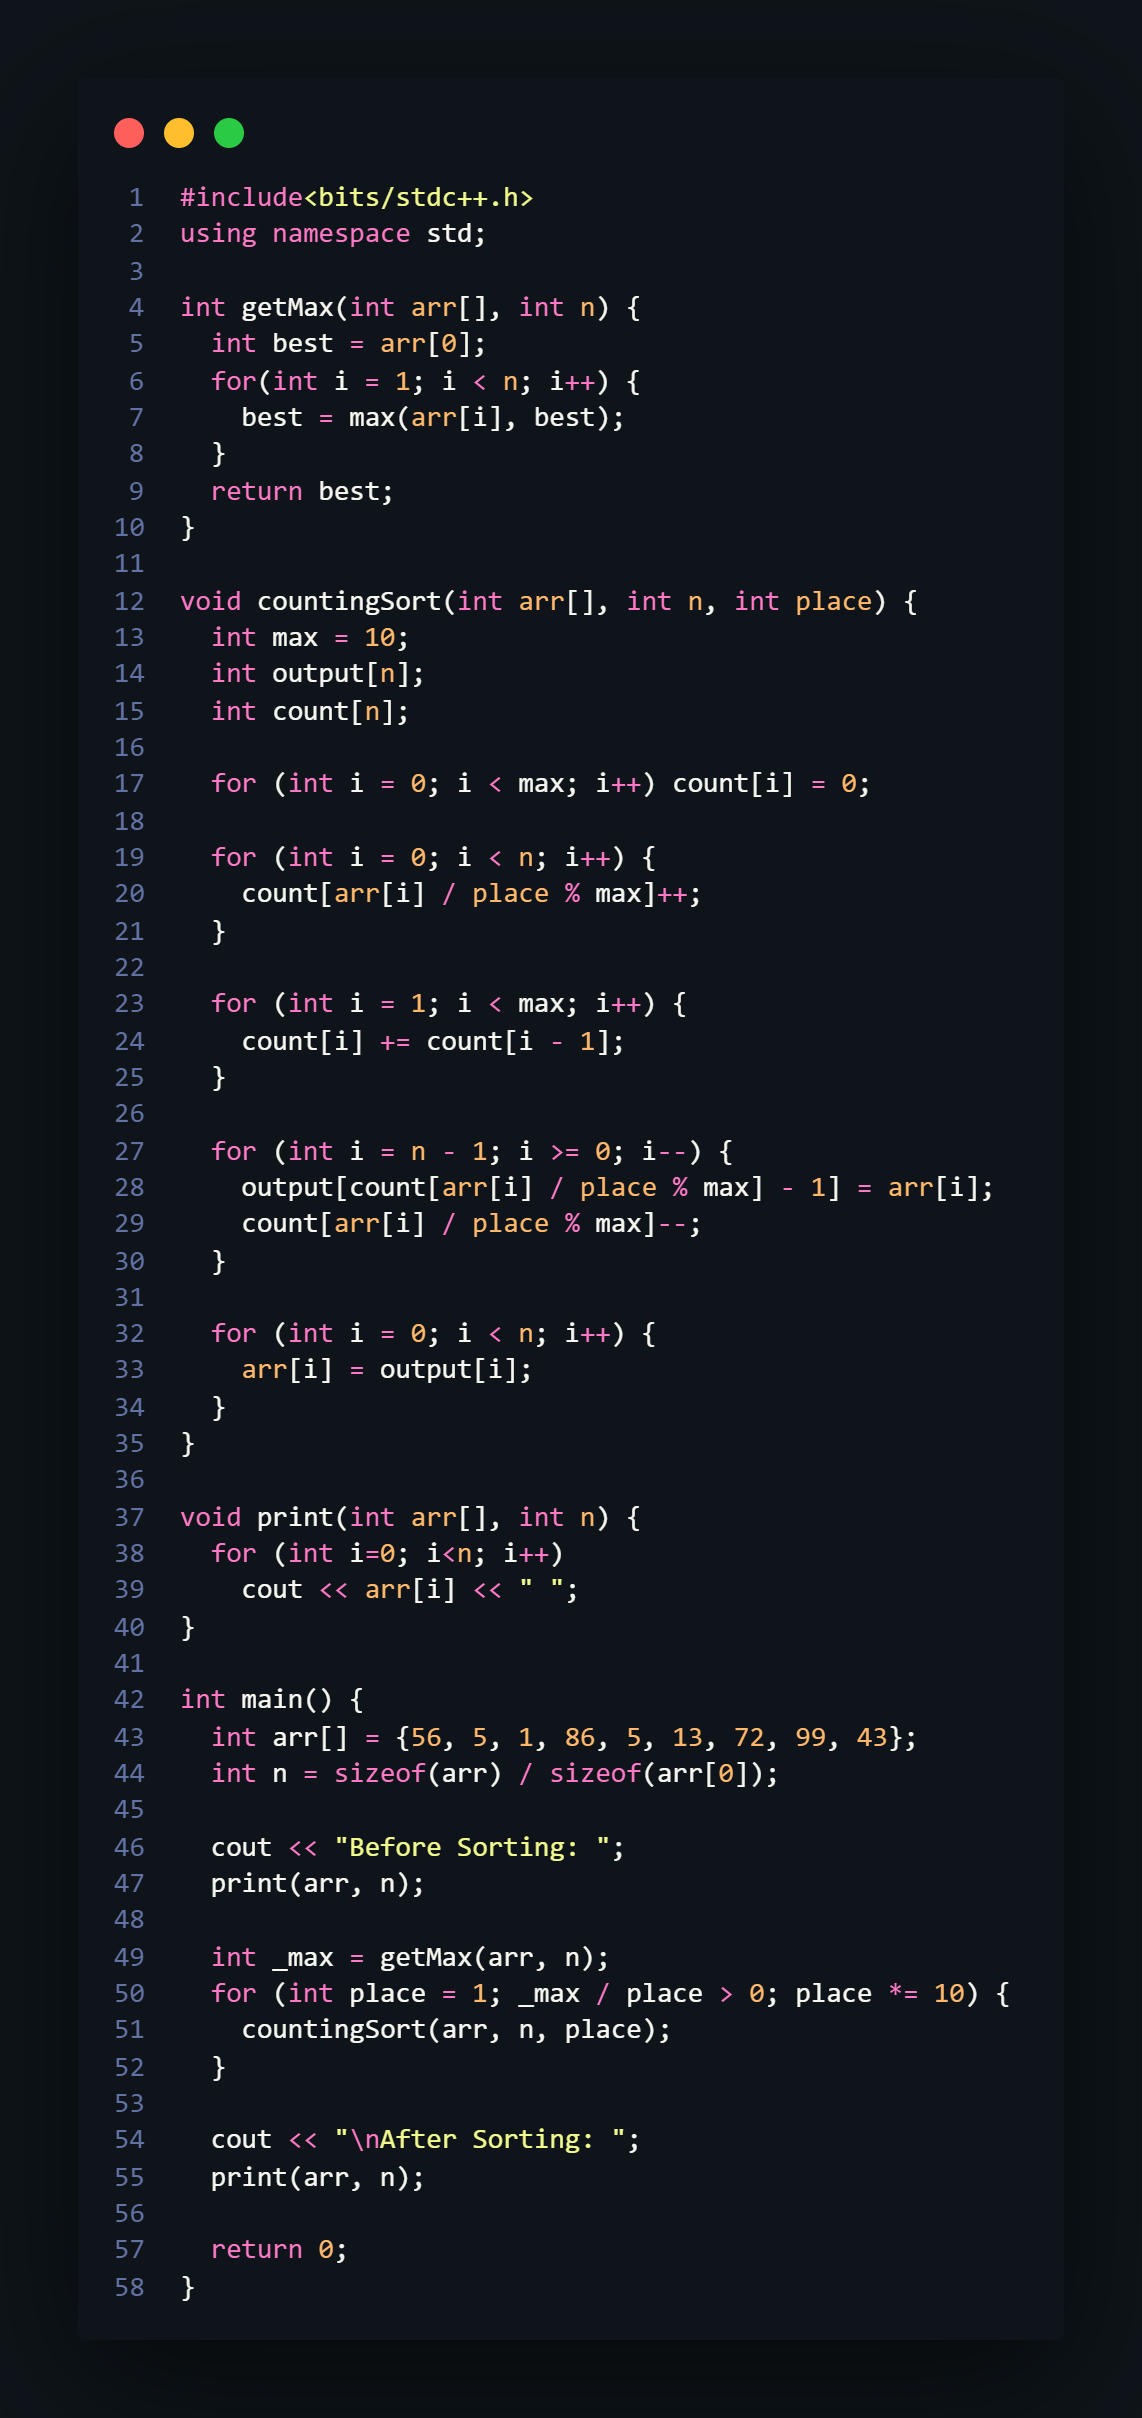 1 #include<bits/stdc++.h>
2 using namespace std;
3
4 int getMax(int arr[], int n) {
5   int best = arr[0];
6   for(int i = 1; i < n; i++) {
7     best = max(arr[i], best);
8   }
9   return best;
10 }
11
12 void countingSort(int arr[], int n, int place) {
13   int max = 10;
14   int output[n];
15   int count[n];
16
17   for (int i = 0; i < max; i++) count[i] = 0;
18
19   for (int i = 0; i < n; i++) {
20     count[arr[i] / place % max]++;
21   }
22
23   for (int i = 1; i < max; i++) {
24     count[i] += count[i - 1];
25   }
26
27   for (int i = n - 1; i >= 0; i--) {
28     output[count[arr[i] / place % max] - 1] = arr[i];
29     count[arr[i] / place % max]--;
30   }
31
32   for (int i = 0; i < n; i++) {
33     arr[i] = output[i];
34   }
35 }
36
37 void print(int arr[], int n) {
38   for (int i=0; i<n; i++)
39     cout << arr[i] << " ";
40 }
41
42 int main() {
43   int arr[] = {56, 5, 1, 86, 5, 13, 72, 99, 43};
44   int n = sizeof(arr) / sizeof(arr[0]);
45
46   cout << "Before Sorting: ";
47   print(arr, n);
48
49   int _max = getMax(arr, n);
50   for (int place = 1; _max / place > 0; place *= 10) {
51     countingSort(arr, n, place);
52   }
53
54   cout << "\nAfter Sorting: ";
55   print(arr, n);
56
57   return 0;
58 }